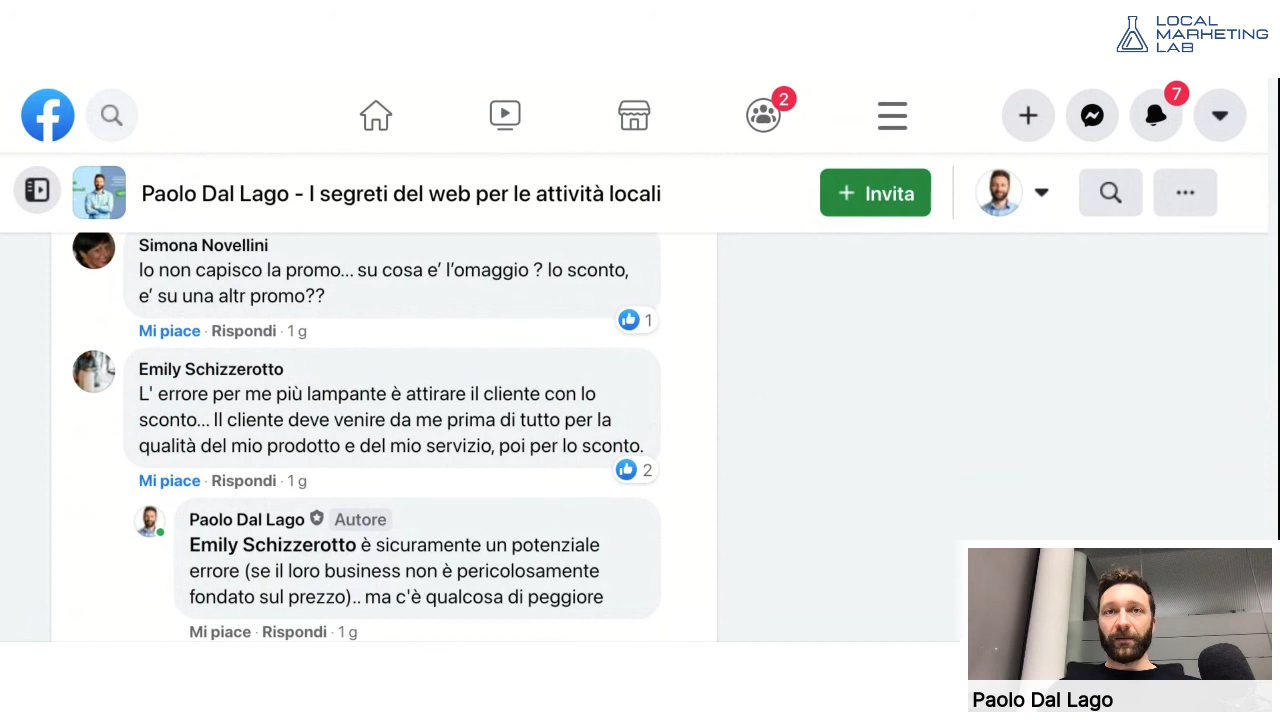 LOCAL
MARKETING
LAB
2
7
Paolo Dal Lago - I segreti del web per le attività locali
+ Invita
Simona Novellini
Io non capisco la promo... su cosa e’ l’omaggio ? lo sconto,
e’ su una altr promo??
1
Mi piace · Rispondi · 1 g
Emily Schizzerotto
L' errore per me più lampante è attirare il cliente con lo
sconto... Il cliente deve venire da me prima di tutto per la
qualità del mio prodotto e del mio servizio, poi per lo sconto.
2
Mi piace · Rispondi · 1 g
Paolo Dal Lago Autore
Emily Schizzerotto è sicuramente un potenziale
errore (se il loro business non è pericolosamente
fondato sul prezzo).. ma c'è qualcosa di peggiore
Mi piace · Rispondi · 1 g
Paolo Dal Lago